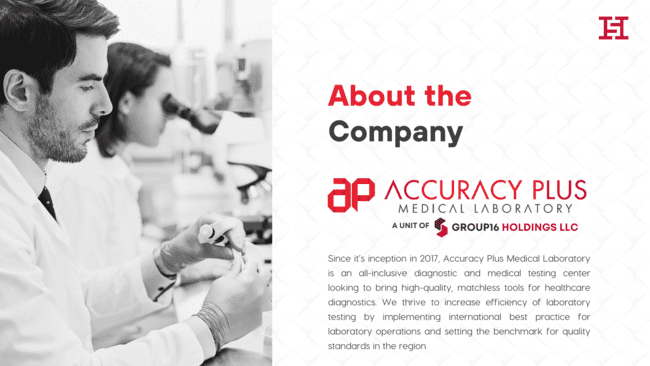 About the
Company
ap ACCURACY PLUS
MEDICAL LABORATORY
A UNIT OF GROUP16 HOLDINGS LLC
Since it's inception in 2017, Accuracy Plus Medical Laboratory
is an all-inclusive diagnostic and medical testing center
looking to bring high-quality, matchless tools for healthcare
diagnostics. We thrive to increase efficiency of laboratory
testing by implementing international best practice for
laboratory operations and setting the benchmark for quality
standards in the region